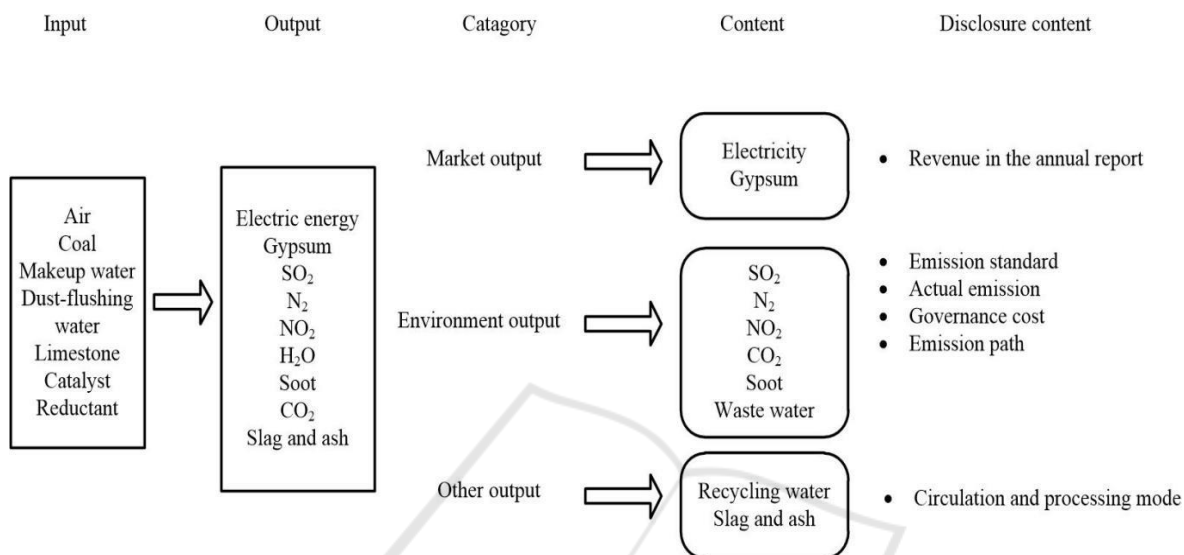 Input Output Catagory Content Disclosure content
Air
Coal
Makeup water
Dust-flushing
water
Limestone
Catalyst
Reductant
Electric energy
Gypsum
SO₂
N₂
NO₂
H₂O
Soot
CO₂
Slag and ash
Market output
Electricity
Gypsum
• Revenue in the annual report
Environment output
SO₂
N₂
NO₂
CO₂
Soot
Waste water
• Emission standard
• Actual emission
• Governance cost
• Emission path
Other output
Recycling water
Slag and ash
• Circulation and processing mode